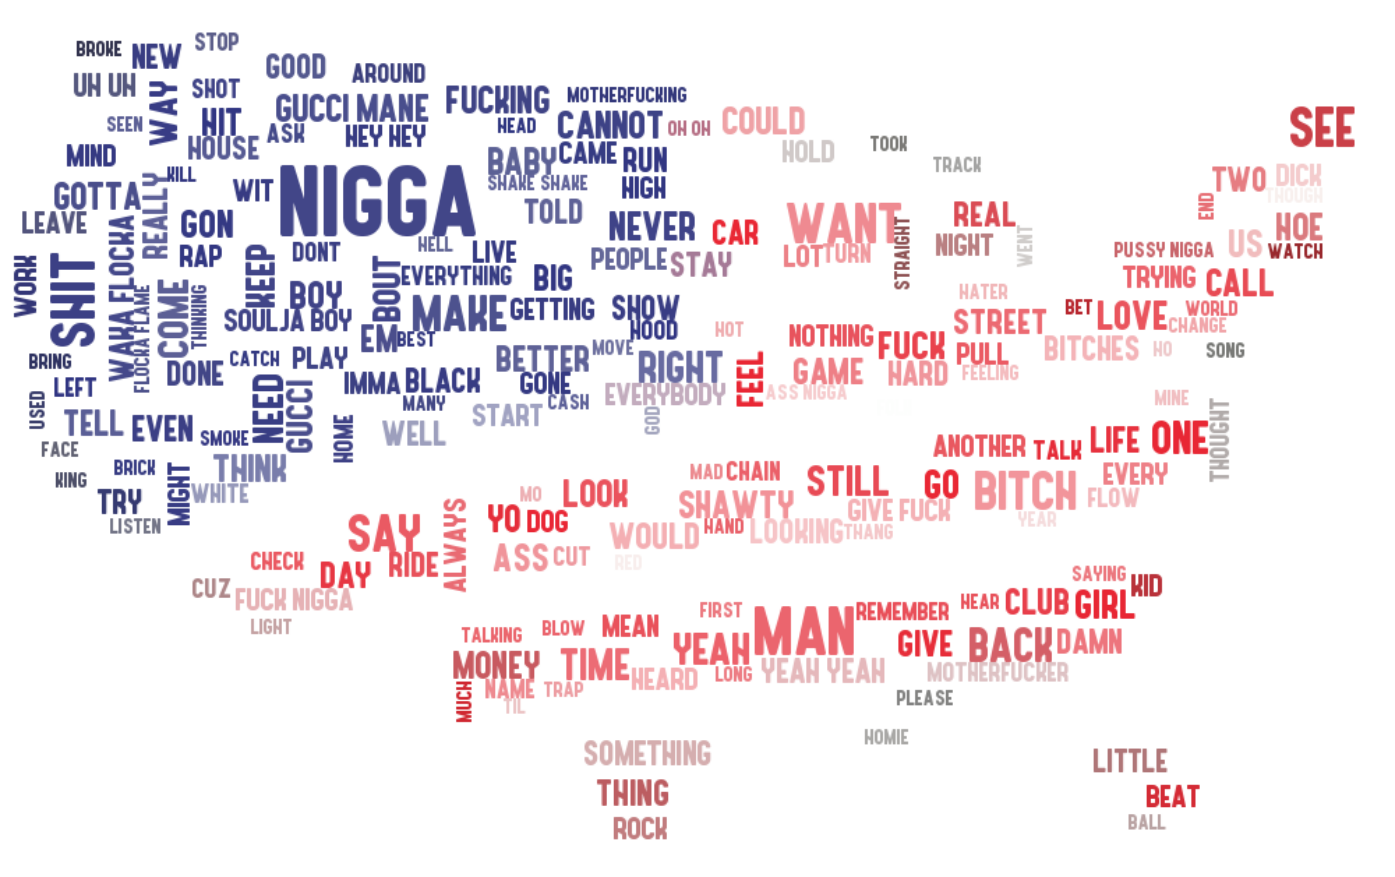 BROKE
NEW
STOP
UH UH
WAY
SHOT
GOOD
AROUND
SEEN
HIT
GUCCI MANE
FUCKING
MOTHERFUCKING
HOUSE
ASK
HEY HEY
HEAD
CANNOT
OH OH
COULD
SEE
MIND
KILL
BABY
CAME
RUN
HOLD
TOOK
TRACK
GOTTA
REALLY
WIT
NIGGA
SHAKE SHAKE
HIGH
TWO
DICK
THOUGH
LEAVE
WAKA FLOCKA
GON
TOLD
NEVER
CAR
WANT
STRAIGHT
REAL
WENT
END
HOE
RAP
KEEP
DONT
HELL
LIVE
PEOPLE
STAY
LOT
TURN
NIGHT
PUSSY NIGGA
US
WATCH
WORK
SHIT
FLOCKA FLAME
COME
THINKING
BOY
BOUT
EVERYTHING
BIG
TRYING
CALL
SOULJA BOY
MAKE
GETTING
SHOW
HATER
BET
LOVE
WORLD
EM
BEST
HOOD
HOT
NOTHING
FUCK
STREET
CHANGE
BRING
DONE
CATCH
PLAY
BETTER
MOVE
RIGHT
FEEL
PULL
BITCHES
HO
SONG
LEFT
IMMA
BLACK
GONE
GAME
HARD
FEELING
USED
NEED
GUCCI
MANY
CASH
EVERYBODY
ASS NIGGA
MINE
TELL
EVEN
SMOKE
HOME
WELL
START
GOD
THOUGHT
FACE
ANOTHER
TALK
LIFE
ONE
KING
BRICK
MIGHT
THINK
MAD
CHAIN
STILL
GO
BITCH
EVERY
TRY
WHITE
MO
LOOK
SHAWTY
GIVE FUCK
FLOW
LISTEN
SAY
ALWAYS
YO
DOG
WOULD
HAND
LOOKING
THANG
YEAR
CHECK
DAY
RIDE
ASS
CUT
RED
CUZ
FUCK NIGGA
SAYING
KID
LIGHT
FIRST
MAN
REMEMBER
HEAR
CLUB
GIRL
TALKING
BLOW
MEAN
YEAH
GIVE
BACK
DAMN
MONEY
TIME
HEARD
LONG
YEAH YEAH
MOTHERFUCKER
MUCH
NAME
TRAP
TIL
PLEASE
HOMIE
SOMETHING
LITTLE
THING
BEAT
ROCK
BALL